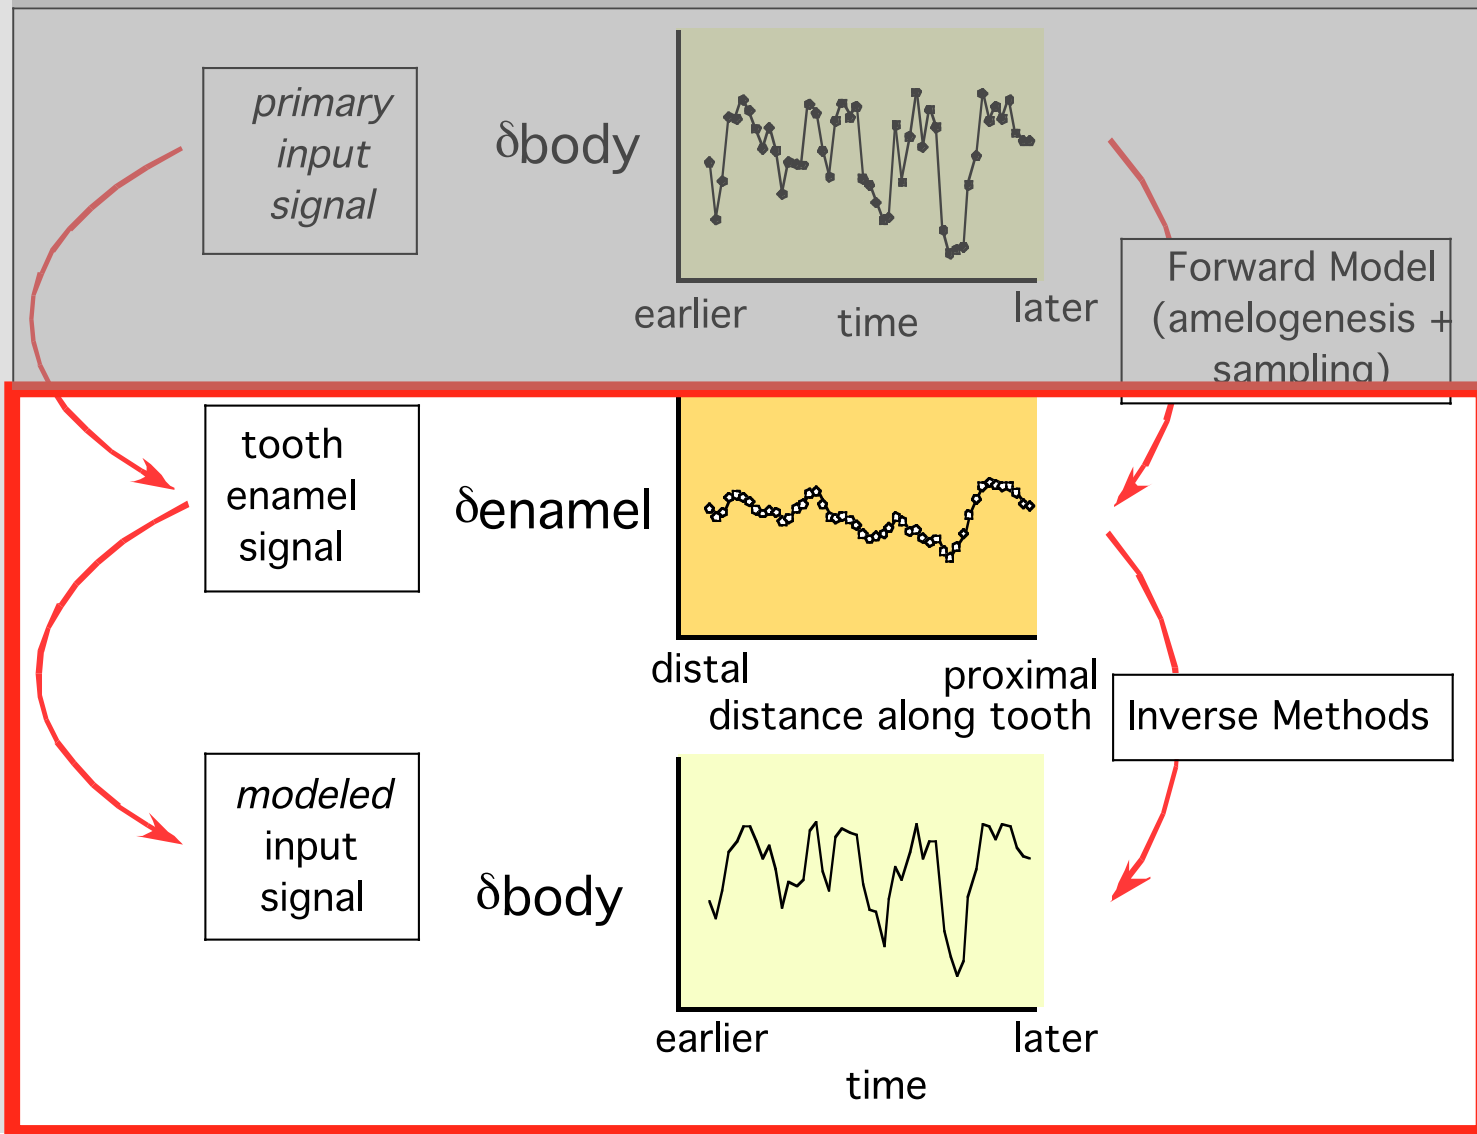 primary
input
signal
δbody
earlier
time
later
Forward Model
(amelogenesis +
sampling)
tooth
enamel
signal
δenamel
distal
proximal
distance along tooth
Inverse Methods
modeled
input
signal
δbody
earlier
later
time